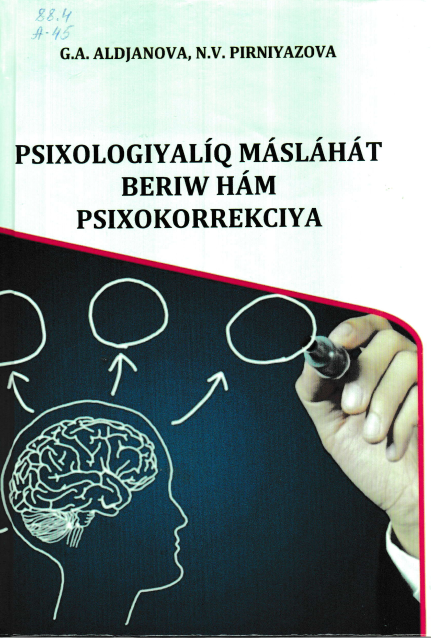 88.4
A-45
G.A. ALDJANOVA, N.V. PIRNIYAZOVA
PSIXOLOGIYALÍQ MÁSLÁHÁT
BERIW HÁM
PSIXOKORREKCIYA